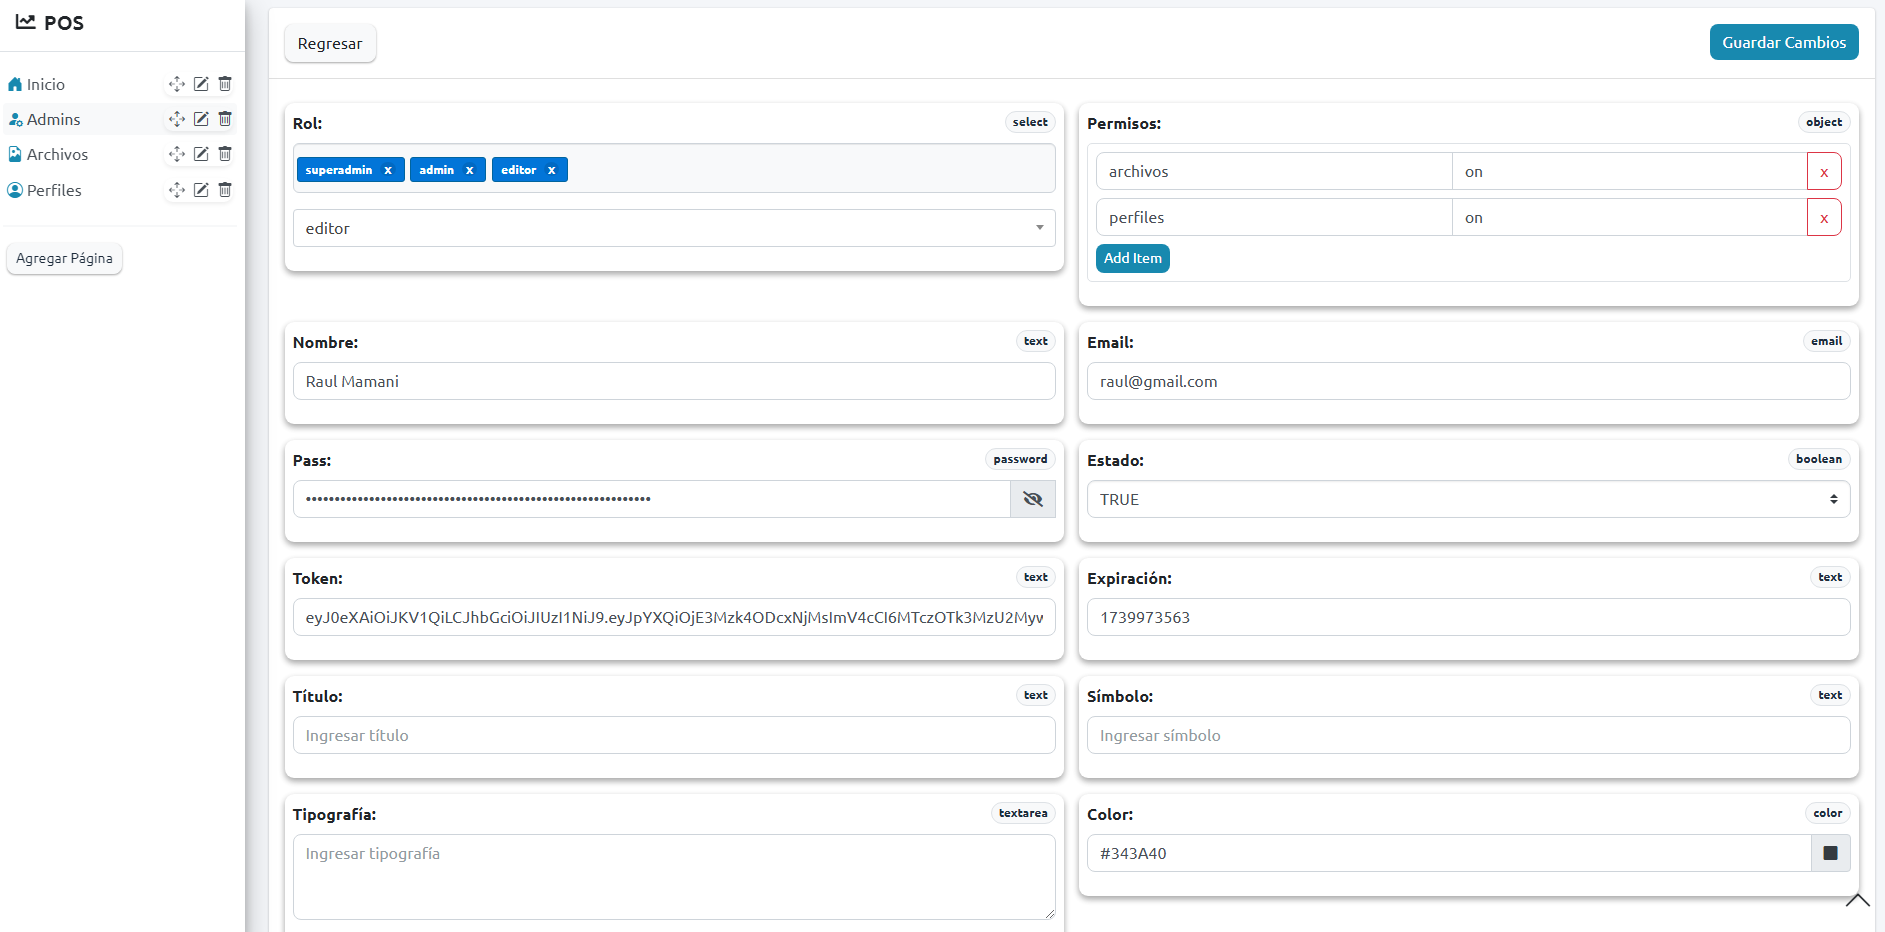 POS
Inicio
Admins
Archivos
Perfiles
Agregar Página
Regresar
Guardar Cambios
Rol:
select
superadmin x
admin x
editor x
editor
Permisos:
object
archivos
on
x
perfiles
on
x
Add Item
Nombre:
text
Raul Mamani
Email:
email
raul@gmail.com
Pass:
password
Estado:
boolean
TRUE
Token:
text
eyJ0eXAiOiJKV1QiLCJhbGciOiJIUzI1NiJ9.eyJpYXQiOjE3Mzk4ODcxNjMsImV4cCI6MTczOTk3MzU2Myw
Expiración:
text
1739973563
Título:
text
Ingresar título
Símbolo:
text
Ingresar símbolo
Tipografía:
textarea
Ingresar tipografía
Color:
color
#343A40